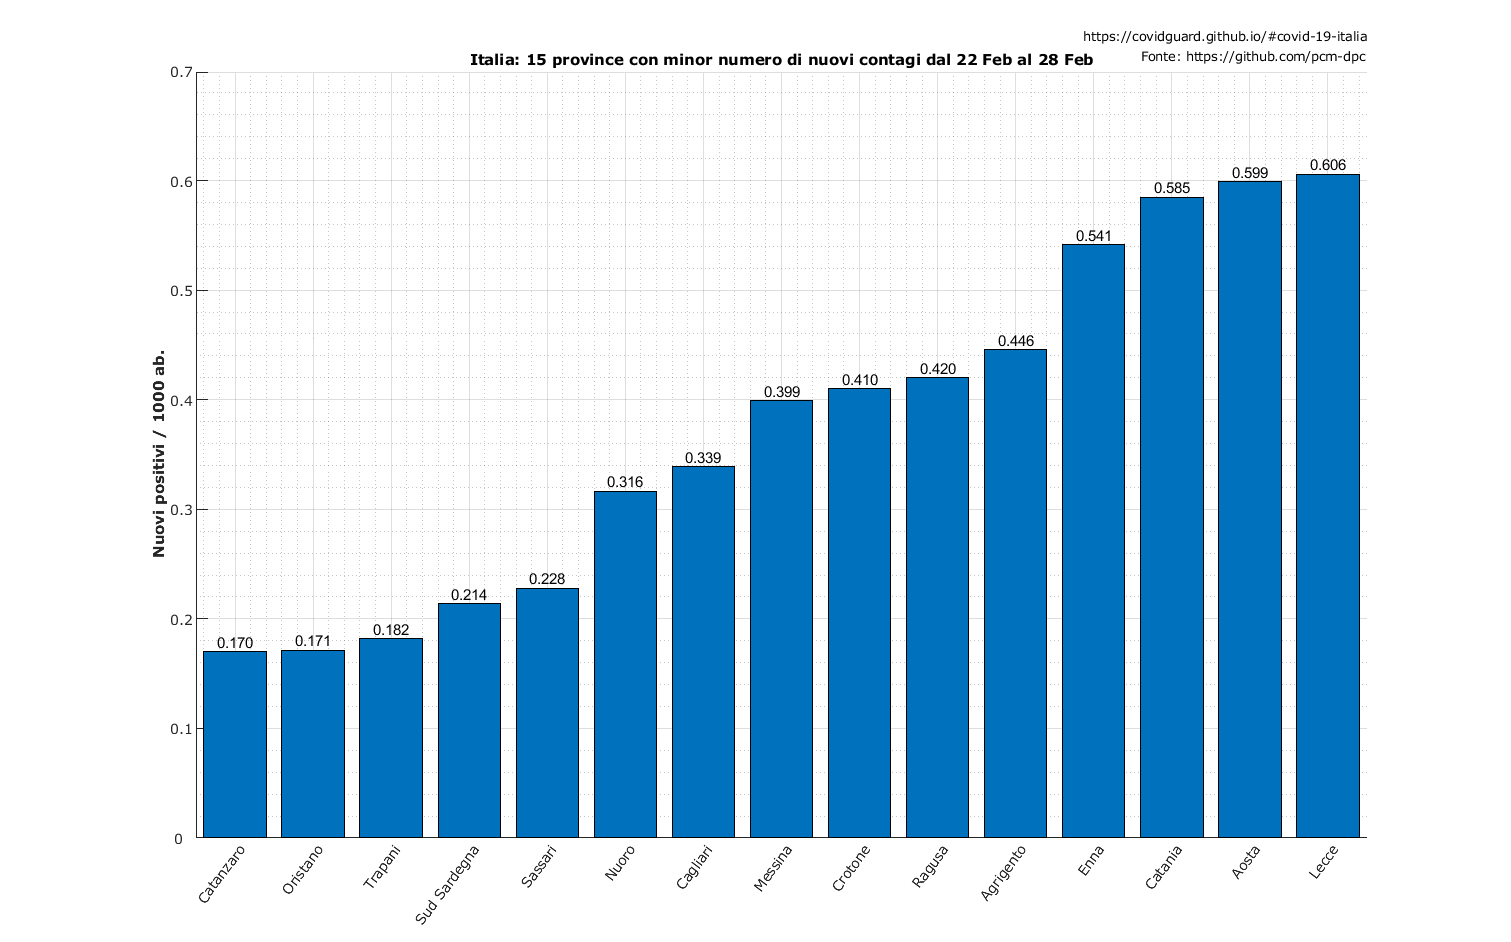 https://covidguard.github.io/#covid-19-italia
Italia: 15 province con minor numero di nuovi contagi dal 22 Feb al 28 Feb
Fonte: https://github.com/pcm-dpc
Nuovi positivi / 1000 ab.
0.7
0.6
0.5
0.4
0.3
0.2
0.1
0
0.170
0.171
0.182
0.214
0.228
0.316
0.339
0.399
0.410
0.420
0.446
0.541
0.585
0.599
0.606
Catanzaro
Oristano
Trapani
Sud Sardegna
Sassari
Nuoro
Cagliari
Messina
Crotone
Ragusa
Agrigento
Enna
Catania
Aosta
Lecce